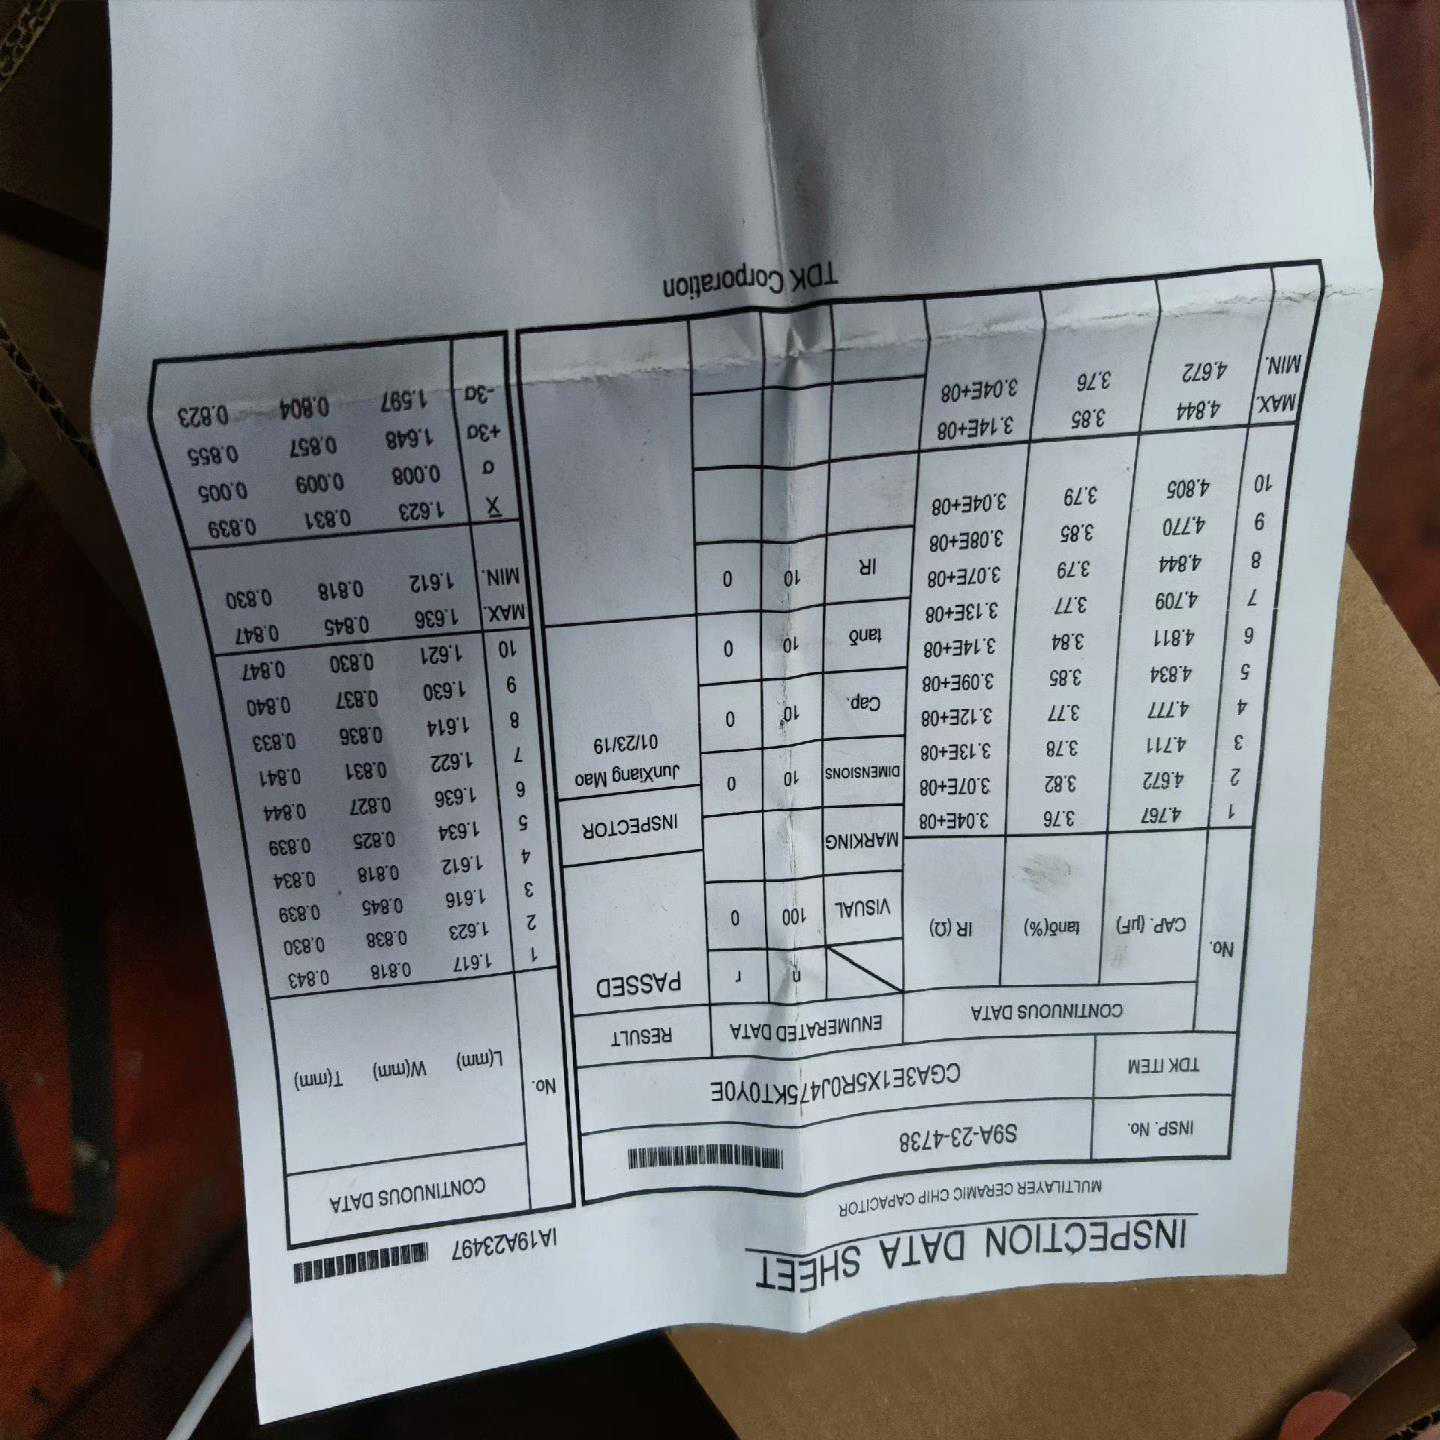 INSPECTION DATA SHEET
MULTILAYER CERAMIC CHIP CAPACITOR
IA19A23497
INSP. No. S9A-23-4738
TDK ITEM CGA3E1X5R0J475KT0Y0E
CONTINUOUS DATA ENUMERATED DATA RESULT
No. CAP. (µF) tanδ(%) IR (Ω)
1 4.767 3.76 3.04E+08
2 4.672 3.82 3.07E+08
3 4.711 3.78 3.13E+08
4 4.777 3.77 3.12E+08
5 4.834 3.85 3.09E+08
6 4.811 3.84 3.14E+08
7 4.709 3.77 3.13E+08
8 4.844 3.79 3.07E+08
9 4.770 3.85 3.08E+08
10 4.805 3.79 3.04E+08
MAX. 4.844 3.85 3.14E+08
MIN. 4.672 3.76 3.04E+08
n r
VISUAL 100 0
MARKING
DIMENSIONS 10 0
Cap. 10 0
tanδ 10 0
IR 10 0
PASSED
INSPECTOR
JunXiang Mao
01/23/19
CONTINUOUS DATA
No. L(mm) W(mm) T(mm)
1 1.617 0.818 0.843
2 1.623 0.838 0.830
3 1.616 0.845 0.839
4 1.612 0.818 0.834
5 1.634 0.825 0.839
6 1.636 0.827 0.844
7 1.622 0.831 0.841
8 1.614 0.836 0.833
9 1.630 0.837 0.840
10 1.621 0.830 0.847
MAX. 1.636 0.845 0.847
MIN. 1.612 0.818 0.830
X̄ 1.623 0.831 0.839
σ 0.008 0.009 0.005
+3σ 1.648 0.857 0.855
-3σ 1.597 0.804 0.823
TDK Corporation